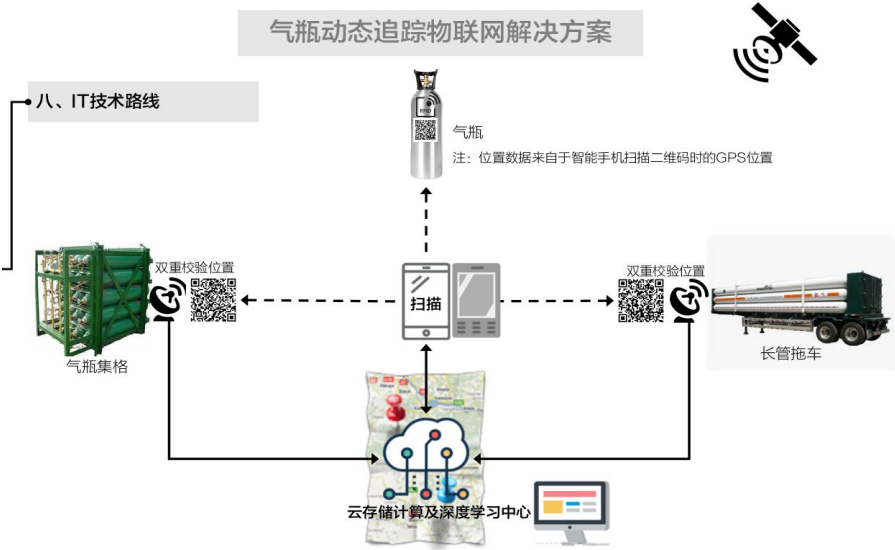 气瓶动态追踪物联网解决方案
八、IT技术路线
RFID
气瓶
注：位置数据来自于智能手机扫描二维码时的GPS位置
双重校验位置
双重校验位置
扫描
气瓶集格
长管拖车
云存储计算及深度学习中心